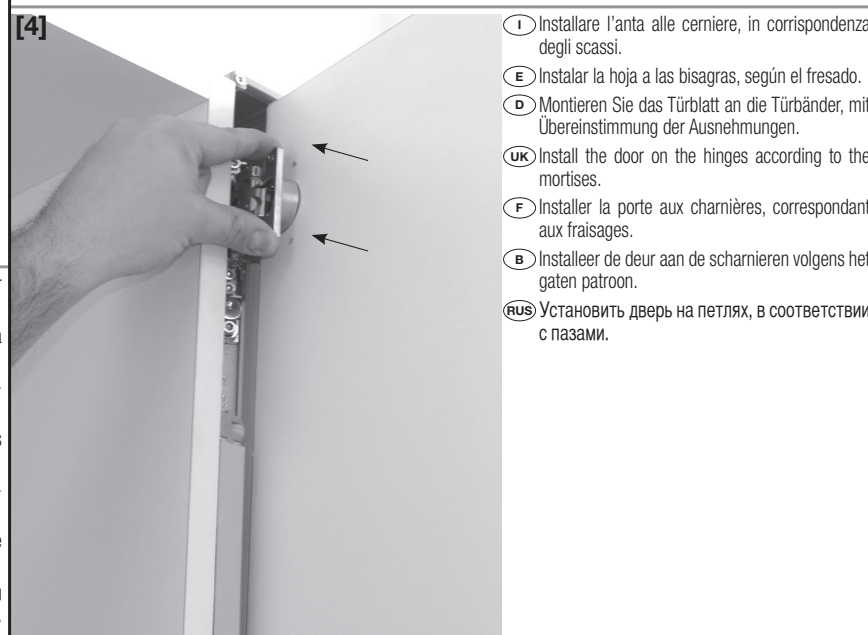 [4]
I Installare l'anta alle cerniere, in corrispondenza
degli scassi.
E Instalar la hoja a las bisagras, según el fresado.
D Montieren Sie das Türblatt an die Türbänder, mit
Übereinstimmung der Ausnehmungen.
UK Install the door on the hinges according to the
mortises.
F Installer la porte aux charnières, correspondant
aux fraisages.
B Installeer de deur aan de scharnieren volgens het
gaten patroon.
RUS Установить дверь на петлях, в соответствии
с пазами.